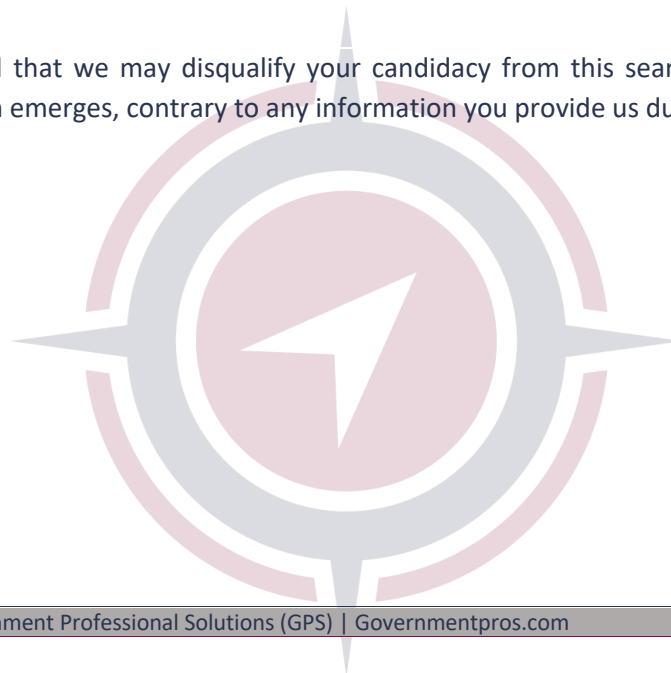 that we may disqualify your candidacy from this sear
emerges, contrary to any information you provide us du
nment Professional Solutions (GPS) | Governmentpros.com